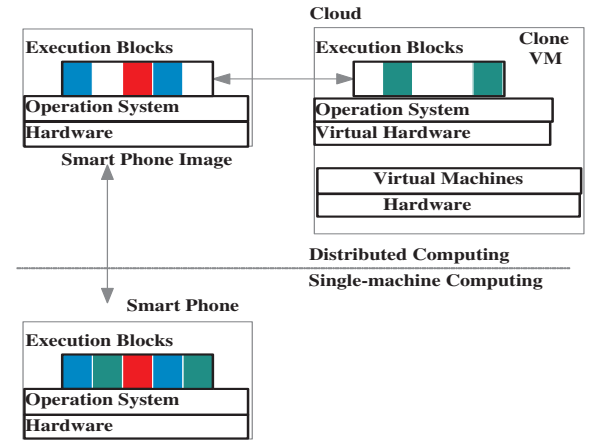 Cloud
Execution Blocks
Operation System
Hardware
Smart Phone Image
Execution Blocks
Clone
VM
Operation System
Virtual Hardware
Virtual Machines
Hardware
Distributed Computing
Single-machine Computing
Smart Phone
Execution Blocks
Operation System
Hardware